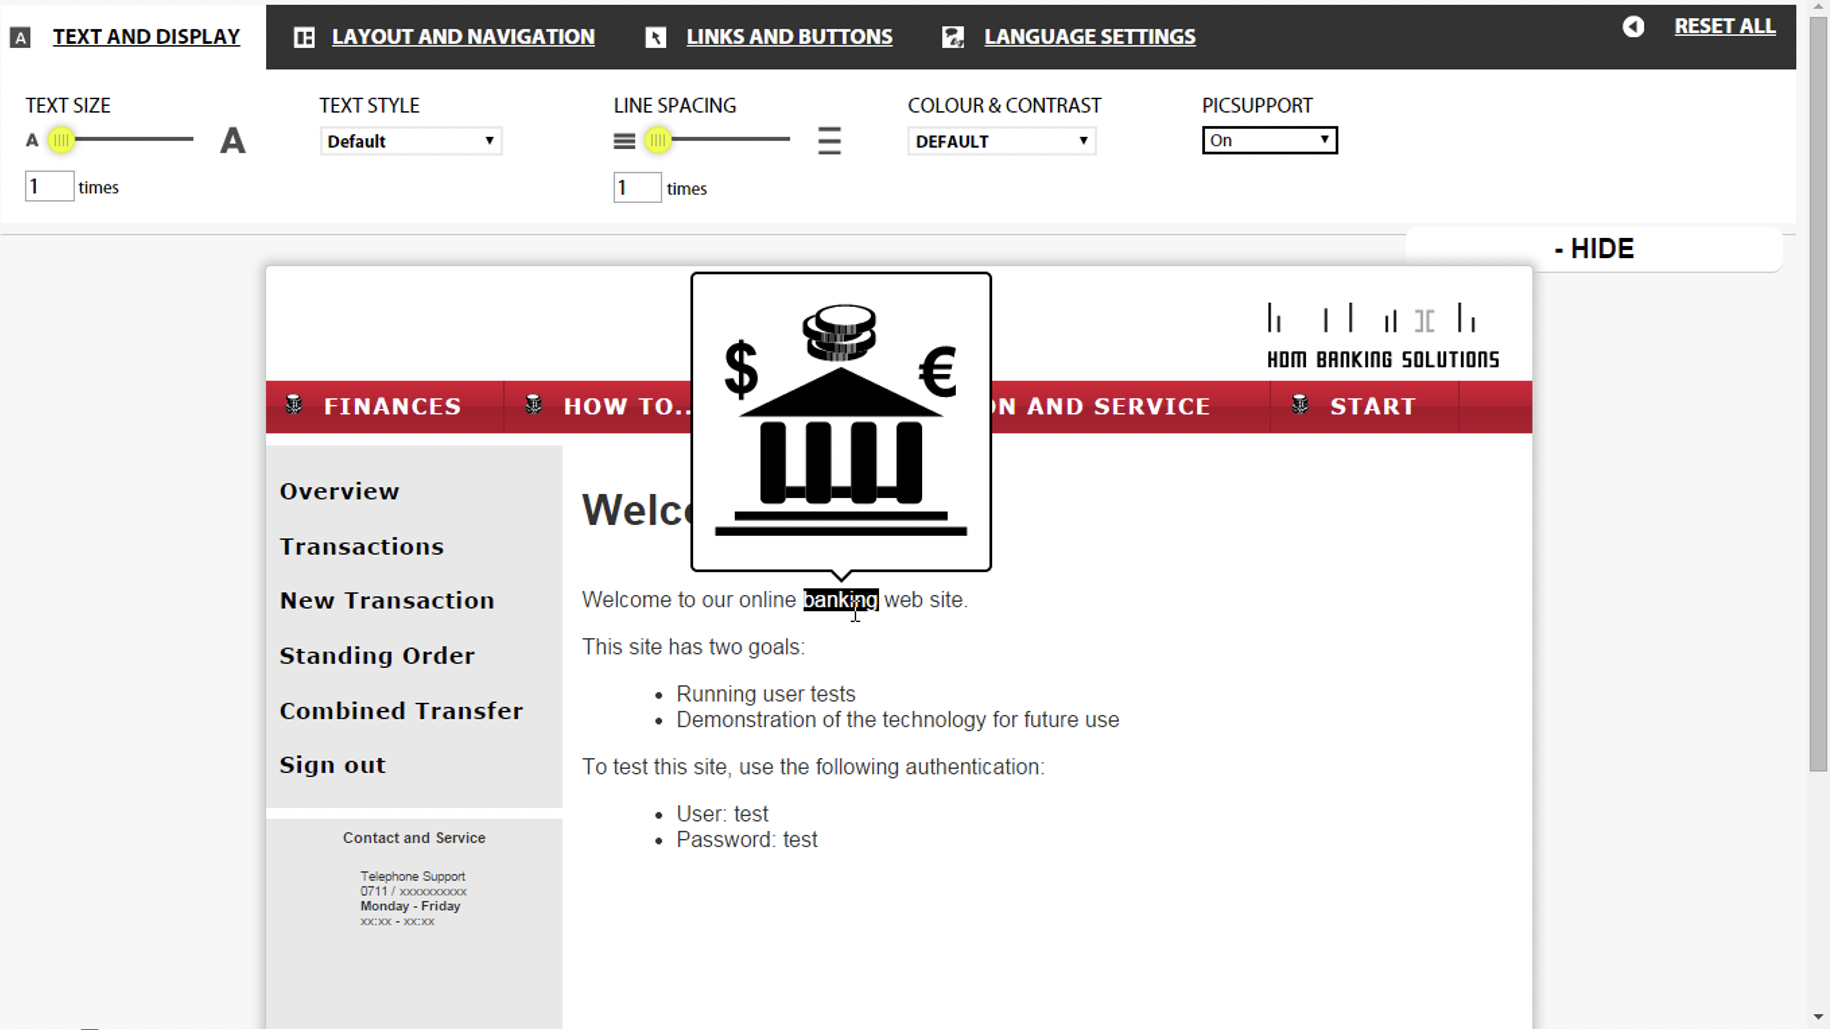 A TEXT AND DISPLAY
LAYOUT AND NAVIGATION
LINKS AND BUTTONS
LANGUAGE SETTINGS
RESET ALL
TEXT SIZE
TEXT STYLE
LINE SPACING
COLOUR & CONTRAST
PICSUPPORT
A A
Default
DEFAULT
On
1 times
1 times
- HIDE
$ €
HDM BANKING SOLUTIONS
FINANCES
HOW TO..
ON AND SERVICE
START
Overview
Transactions
New Transaction
Standing Order
Combined Transfer
Sign out
Contact and Service
Telephone Support
0711 / xxxxxxxxxx
Monday - Friday
xx:xx - xx:xx
Welco
Welcome to our online banking web site.
This site has two goals:
• Running user tests
• Demonstration of the technology for future use
To test this site, use the following authentication:
• User: test
• Password: test